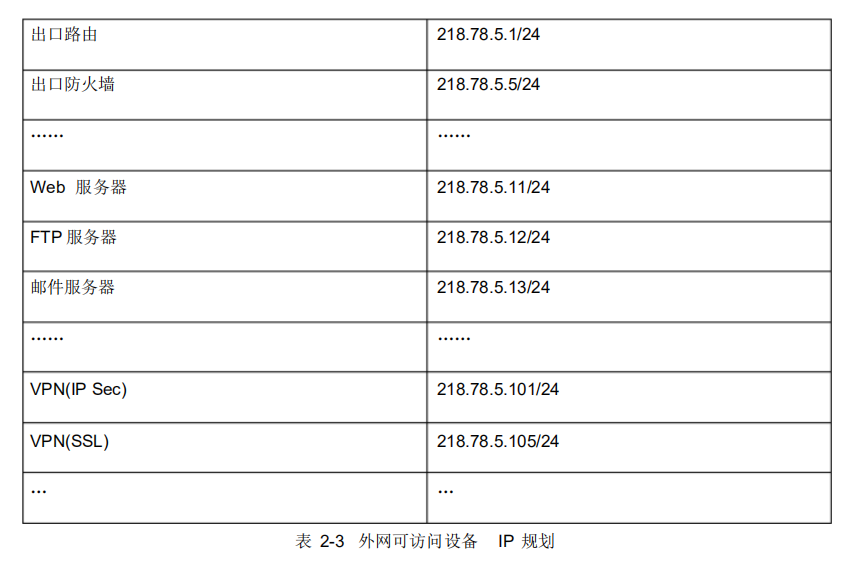 出口路由 218.78.5.1/24
出口防火墙 218.78.5.5/24
…… ……
Web 服务器 218.78.5.11/24
FTP服务器 218.78.5.12/24
邮件服务器 218.78.5.13/24
…… ……
VPN(IP Sec) 218.78.5.101/24
VPN(SSL) 218.78.5.105/24
… …
表 2-3 外网可访问设备 IP 规划